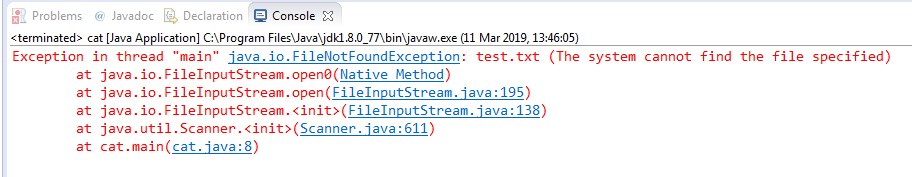 Problems @ Javadoc Declaration Console
<terminated> cat [Java Application] C:\Program Files\Java\jdk1.8.0_77\bin\javaw.exe (11 Mar 2019, 13:46:05)
Exception in thread "main" java.io.FileNotFoundException: test.txt (The system cannot find the file specified)
at java.io.FileInputStream.open0(Native Method)
at java.io.FileInputStream.open(FileInputStream.java:195)
at java.io.FileInputStream.<init>(FileInputStream.java:138)
at java.util.Scanner.<init>(Scanner.java:611)
at cat.main(cat.java:8)